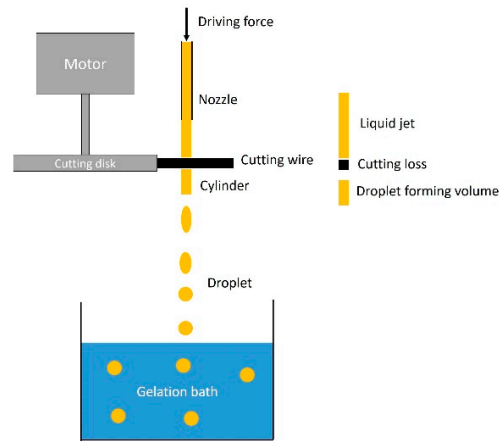 Driving force
Motor
Nozzle
Liquid jet
Cutting wire
Cutting loss
Cutting disk
Cylinder
Droplet forming volume
Droplet
Gelation bath